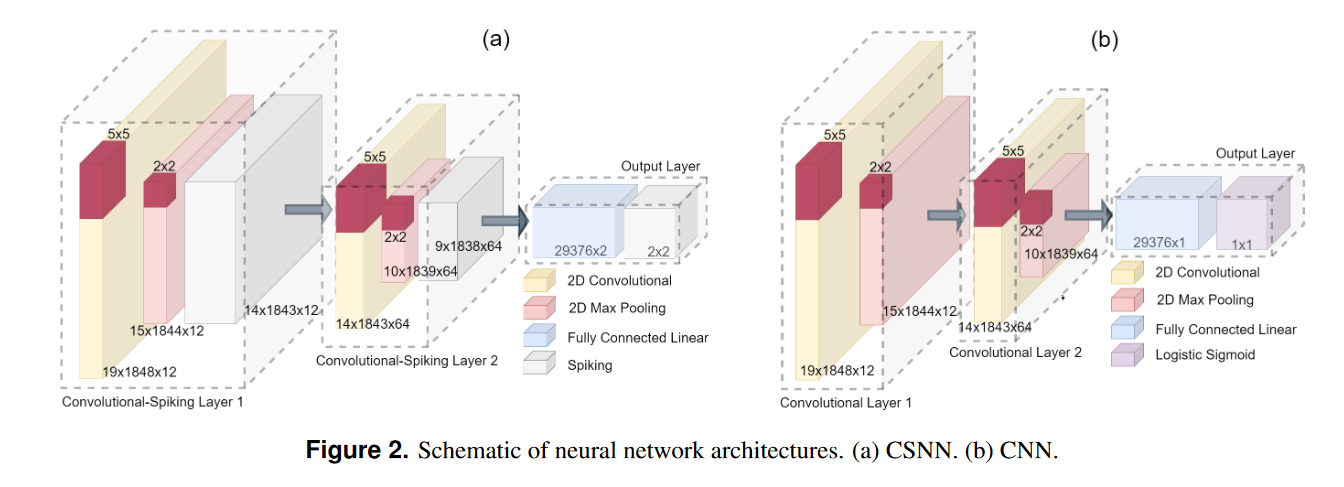 (a)
5x5
2x2
15x1844x12
14x1843x12
19x1848x12
Convolutional-Spiking Layer 1
5x5
2x2
9x1838x64
10x1839x64
14x1843x64
Convolutional-Spiking Layer 2
Output Layer
29376x2
2x2
2D Convolutional
2D Max Pooling
Fully Connected Linear
Spiking
(b)
5x5
2x2
15x1844x12
19x1848x12
Convolutional Layer 1
5x5
2x2
10x1839x64
14x1843x64
Convolutional Layer 2
Output Layer
29376x1
1x1
2D Convolutional
2D Max Pooling
Fully Connected Linear
Logistic Sigmoid
Figure 2. Schematic of neural network architectures. (a) CSNN. (b) CNN.